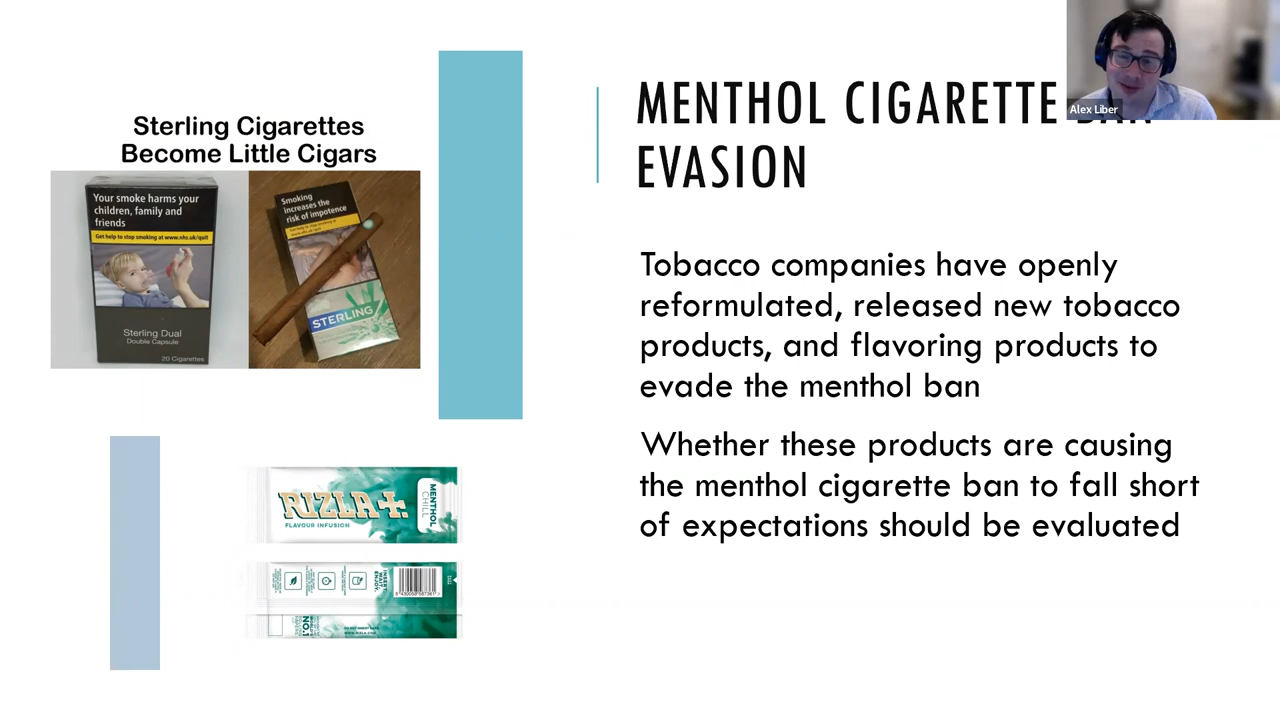 Sterling Cigarettes
Become Little Cigars
Your smoke harms your
children, family and
friends
Get help to stop smoking at www.nhs.uk/quit
Sterling Dual
Double Capsule
20 Cigarettes
Smoking
increases the
risk of impotence
STERLING
RIZLA+.
FLAVOUR INFUSION
MENTHOL
CHILL
INSERT.
WAIT.
ENJOY.
MENTHOL CIGARETTE
EVASION
Alex Liber
Tobacco companies have openly
reformulated, released new tobacco
products, and flavoring products to
evade the menthol ban
Whether these products are causing
the menthol cigarette ban to fall short
of expectations should be evaluated